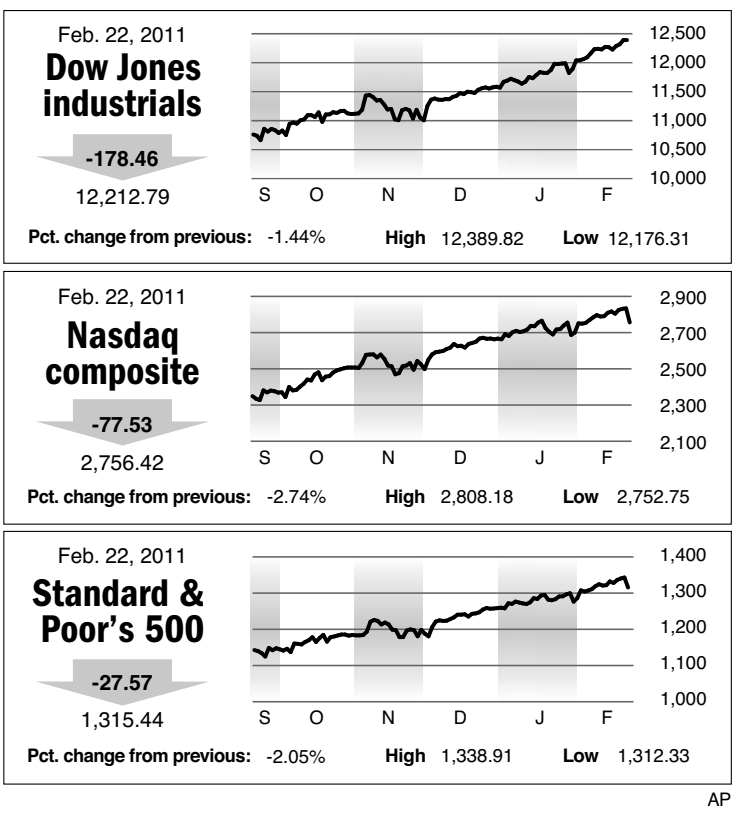 Feb. 22, 2011
Dow Jones
industrials
-178.46
12,212.79
12,500
12,000
11,500
11,000
10,500
10,000
S O N D J F
Pct. change from previous: -1.44% High 12,389.82 Low 12,176.31
Feb. 22, 2011
Nasdaq
composite
-77.53
2,756.42
2,900
2,700
2,500
2,300
2,100
S O N D J F
Pct. change from previous: -2.74% High 2,808.18 Low 2,752.75
Feb. 22, 2011
Standard &
Poor's 500
-27.57
1,315.44
1,400
1,300
1,200
1,100
1,000
S O N D J F
Pct. change from previous: -2.05% High 1,338.91 Low 1,312.33
AP